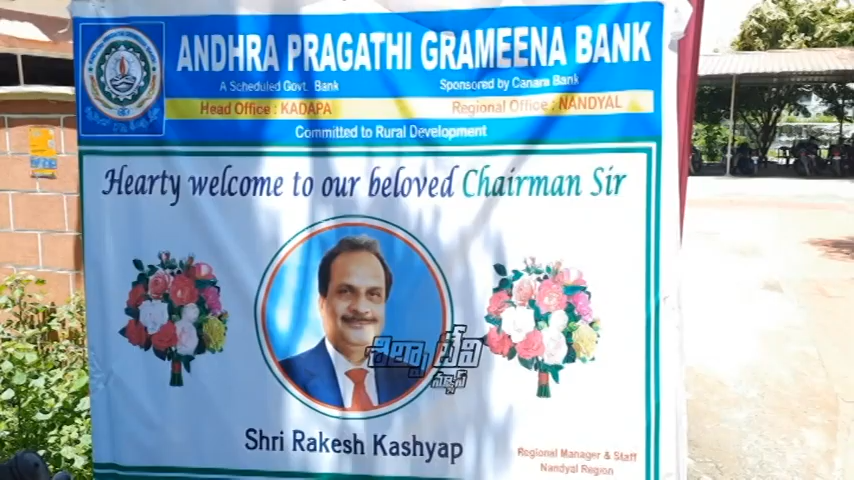 ANDHRA PRAGATHI GRAMEENA BANK
A Scheduled Govt. Bank Sponsored by Canara Bank
Head Office : KADAPA Regional Office : NANDYAL
Committed to Rural Development
Hearty welcome to our beloved Chairman Sir
శిల్పా టీవి
న్యూస్
Shri Rakesh Kashyap
Regional Manager & Staff
Nandyal Region